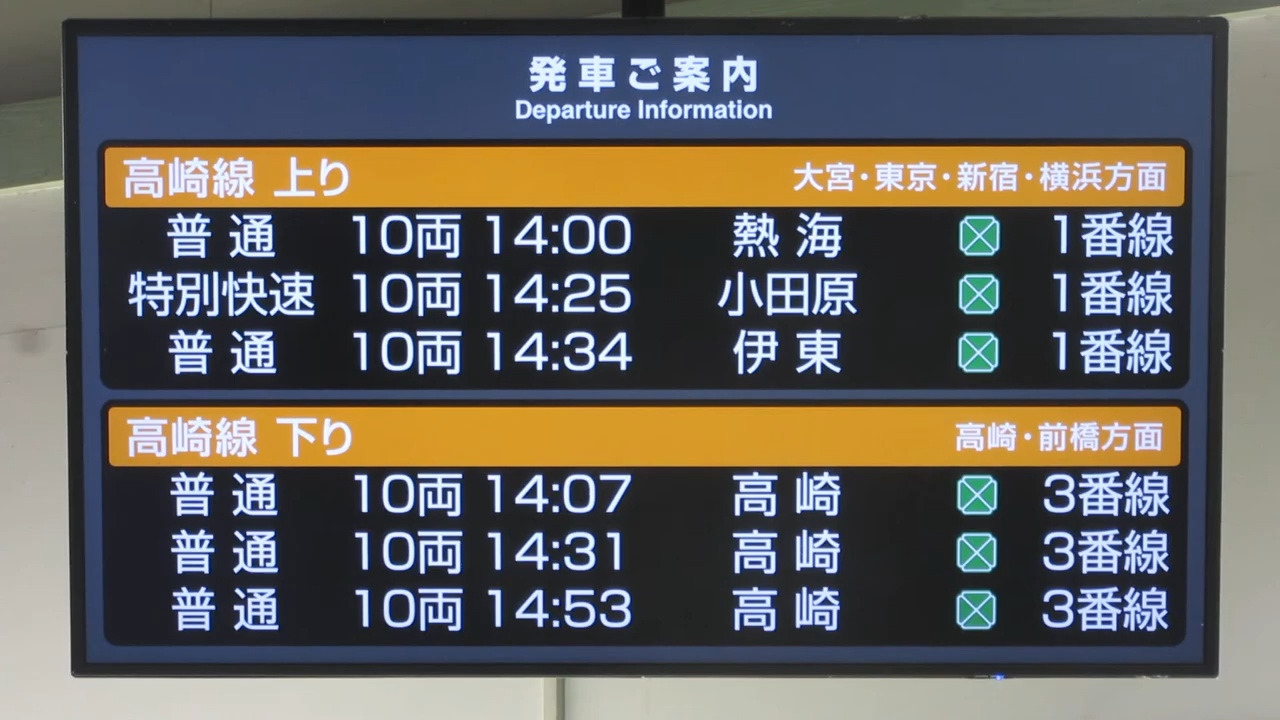 発車ご案内
Departure Information
高崎線 上り 大宮・東京・新宿・横浜方面
普通 10両 14:00 熱海 1番線
特別快速 10両 14:25 小田原 1番線
普通 10両 14:34 伊東 1番線
高崎線 下り 高崎・前橋方面
普通 10両 14:07 高崎 3番線
普通 10両 14:31 高崎 3番線
普通 10両 14:53 高崎 3番線